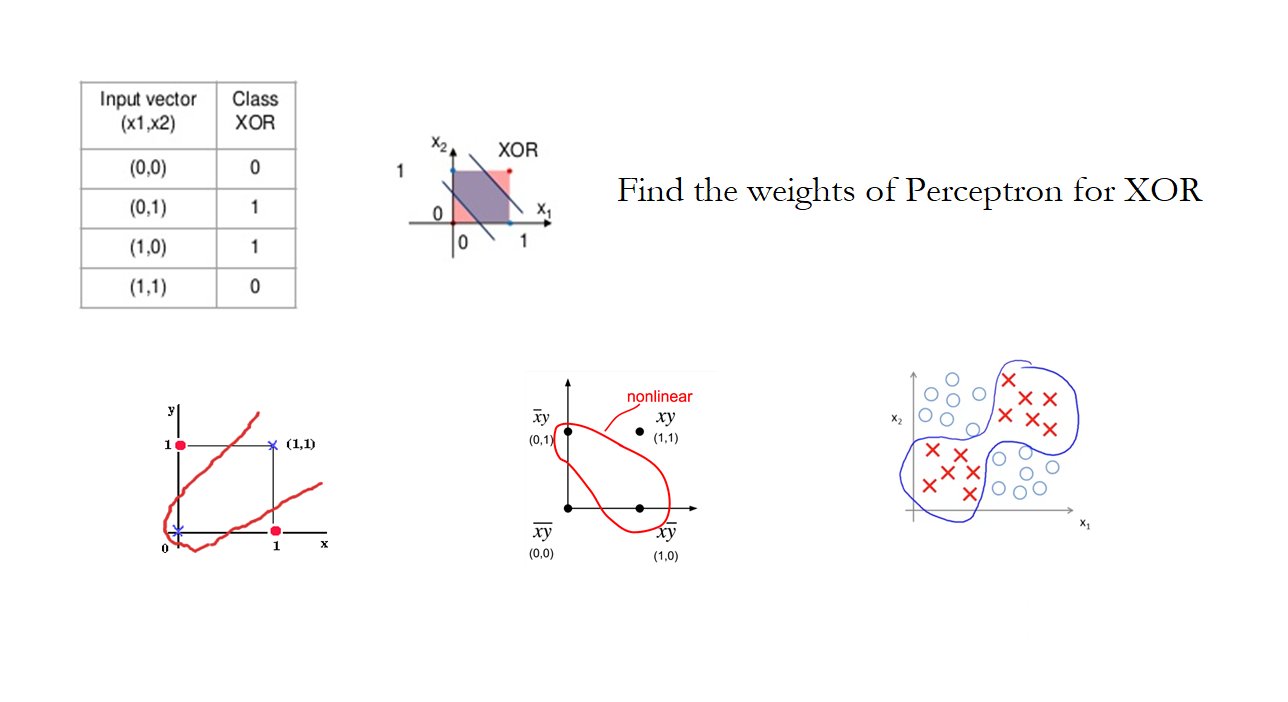 Input vector Class
(x1,x2) XOR
(0,0) 0
(0,1) 1
(1,0) 1
(1,1) 0
x₂ XOR
1
0 x₁
0 1
Find the weights of Perceptron for XOR
y
1 (1,1)
0 1 x
nonlinear
x̅y xy
(0,1) (1,1)
x̅y̅ xy̅
(0,0) (1,0)
x₂
x₁